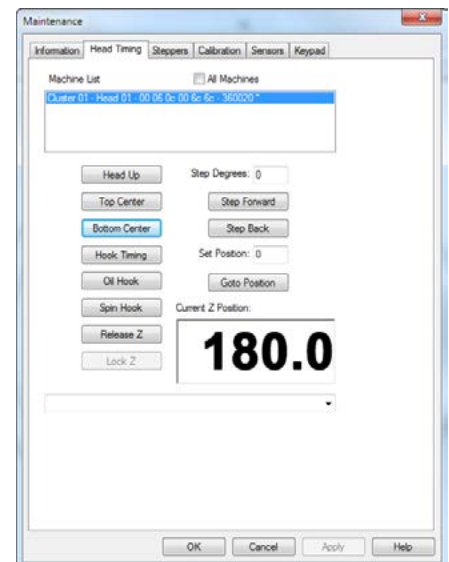 Maintenance
Information Head Timing Steppers Calibration Sensors Keypad
Machine List All Machines
Cluster 01 - Head 01 - 00 06 0c 00 6c 6c - 360020 *
Head Up Step Degrees: 0
Top Center Step Forward
Bottom Center Step Back
Hook Timing Set Position: 0
Oil Hook Goto Position
Spin Hook Current Z Position:
Release Z 180.0
Lock Z
OK Cancel Apply Help